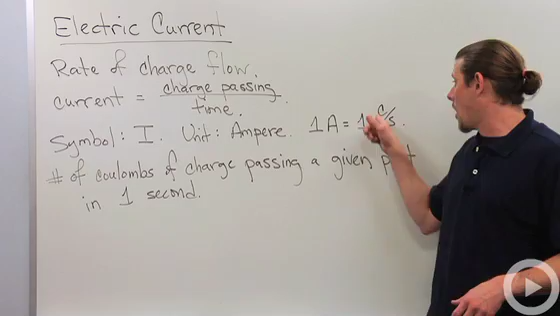 Electric Current
Rate of charge flow.
current = charge passing
time.
Symbol: I. Unit: Ampere. 1A = 1 C/s.
# of coulombs of charge passing a given
in 1 second.